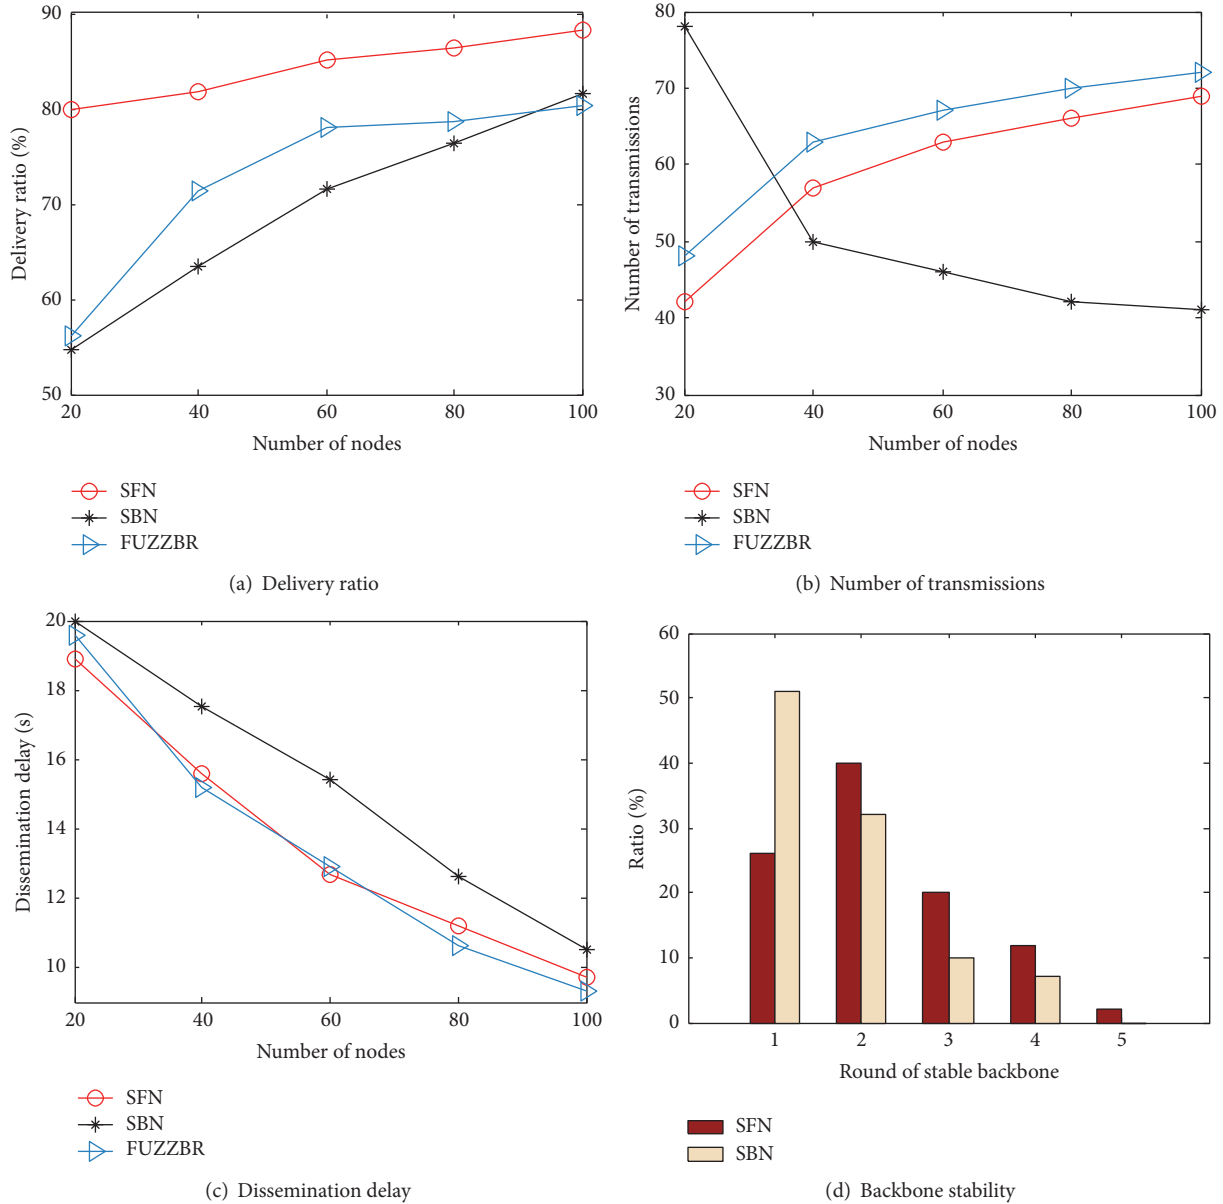 90
80
70
60
50
Delivery ratio (%)
20 40 60 80 100
Number of nodes
SFN
SBN
FUZZBR
(a) Delivery ratio
80
70
60
50
40
30
Number of transmissions
20 40 60 80 100
Number of nodes
SFN
SBN
FUZZBR
(b) Number of transmissions
20
18
16
14
12
10
Dissemination delay (s)
20 40 60 80 100
Number of nodes
SFN
SBN
FUZZBR
(c) Dissemination delay
60
50
40
30
20
10
0
Ratio (%)
1 2 3 4 5
Round of stable backbone
SFN
SBN
(d) Backbone stability